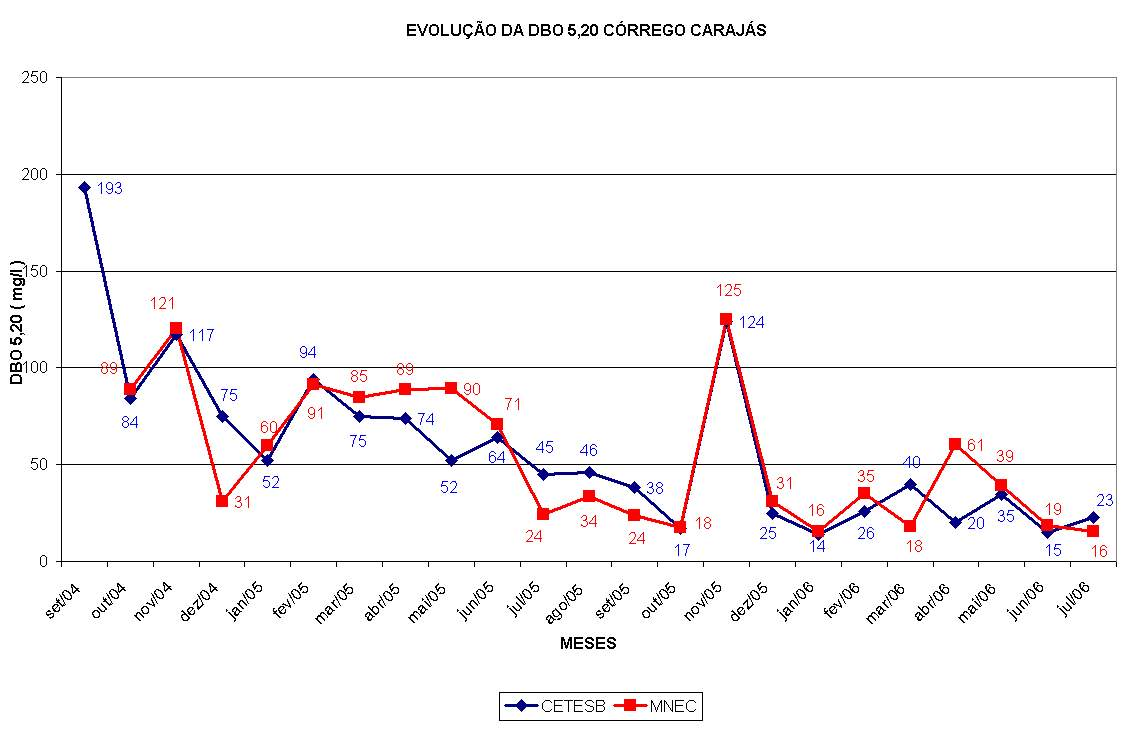 EVOLUÇÃO DA DBO 5,20 CÓRREGO CARAJÁS
DBO 5,20 ( mg/l )
250
200
150
100
50
0
193
89
84
121
117
75
31
60
52
94
91
85
75
89
74
90
52
71
64
45
24
46
34
38
24
18
17
125
124
31
25
16
14
35
26
40
18
61
20
39
35
19
15
23
16
set/04
out/04
nov/04
dez/04
jan/05
fev/05
mar/05
abr/05
mai/05
jun/05
jul/05
ago/05
set/05
out/05
nov/05
dez/05
jan/06
fev/06
mar/06
abr/06
mai/06
jun/06
jul/06
MESES
CETESB MNEC